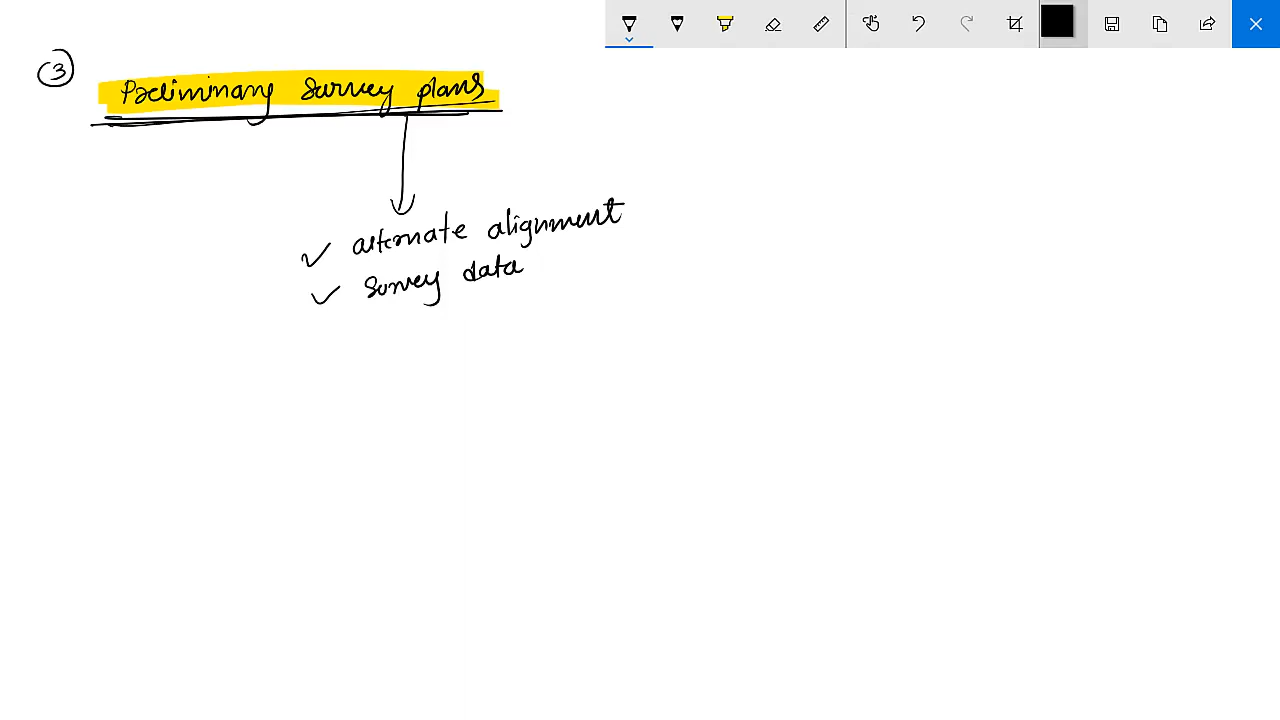 3
Preliminary survey plans
✓ alternate alignment
✓ survey data